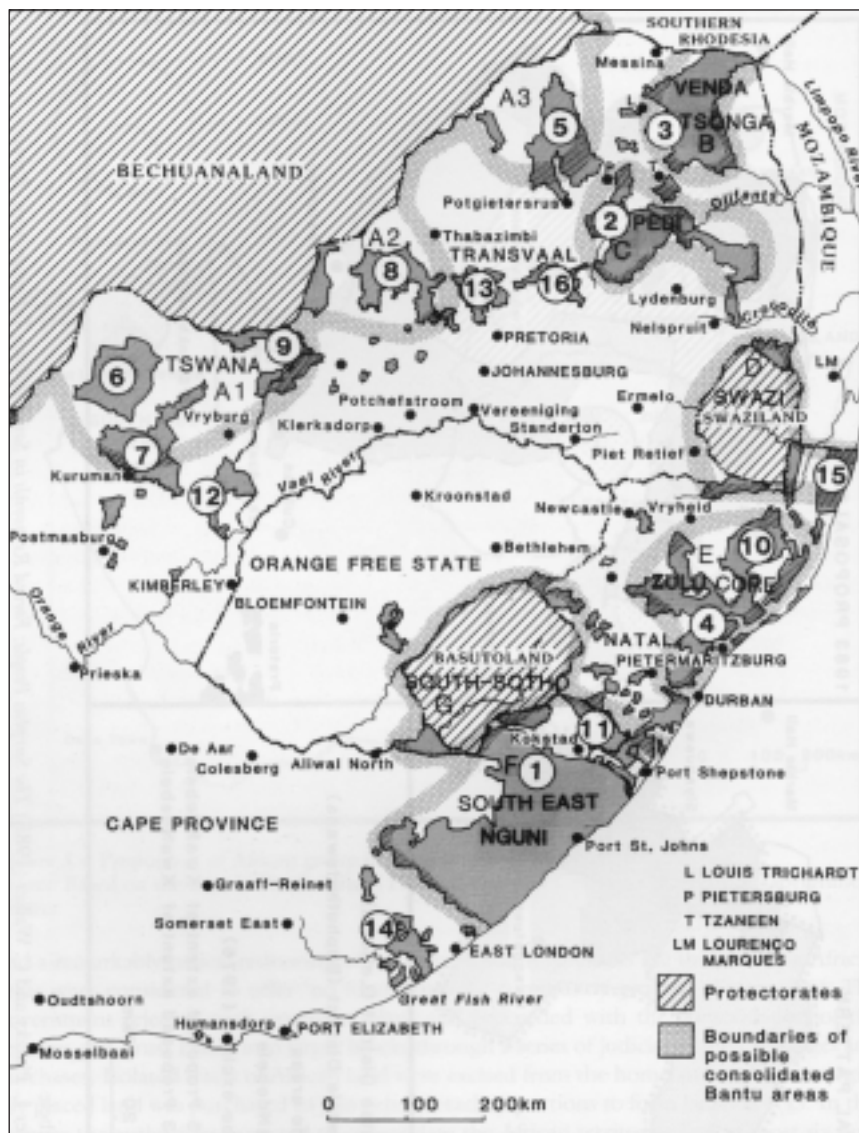 SOUTHERN
RHODESIA
Messina
VENDA
A3
L
5
3
TSONGA
B
Limpopo River
MOZAMBIQUE
BECHUANALAND
P
T
Potgietersrus
2
PEDI
Olifants
A2
Thabazimbi
C
TRANSVAAL
8
13
16
Lydenburg
Crocodile
Nelspruit
9
PRETORIA
TSWANA
6
A1
JOHANNESBURG
D
LM
SWAZI
SWAZILAND
Potchefstroom
Ermelo
Vryburg
Klerksdorp
Vereeniging
Standerton
7
Piet Retief
Kuruman
Vaal River
15
12
Kroonstad
Newcastle
Vryheid
Postmasburg
Bethlehem
E
10
ORANGE FREE STATE
ZULU CORE
KIMBERLEY
BLOEMFONTEIN
Orange
River
4
NATAL
BASUTOLAND
PIETERMARITZBURG
Prieska
SOUTH-SOTHO
G
DURBAN
11
De Aar
Kokstad
Colesberg
Aliwal North
F
1
Port Shepstone
SOUTH EAST
CAPE PROVINCE
NGUNI
Port St. Johns
Graaff-Reinet
L LOUIS TRICHARDT
P PIETERSBURG
T TZANEEN
LM LOURENÇO
MARQUES
Somerset East
14
EAST LONDON
Great Fish River
Oudtshoorn
Humansdorp
PORT ELIZABETH
Mosselbaai
Protectorates
Boundaries of
possible
consolidated
Bantu areas
0 100 200km